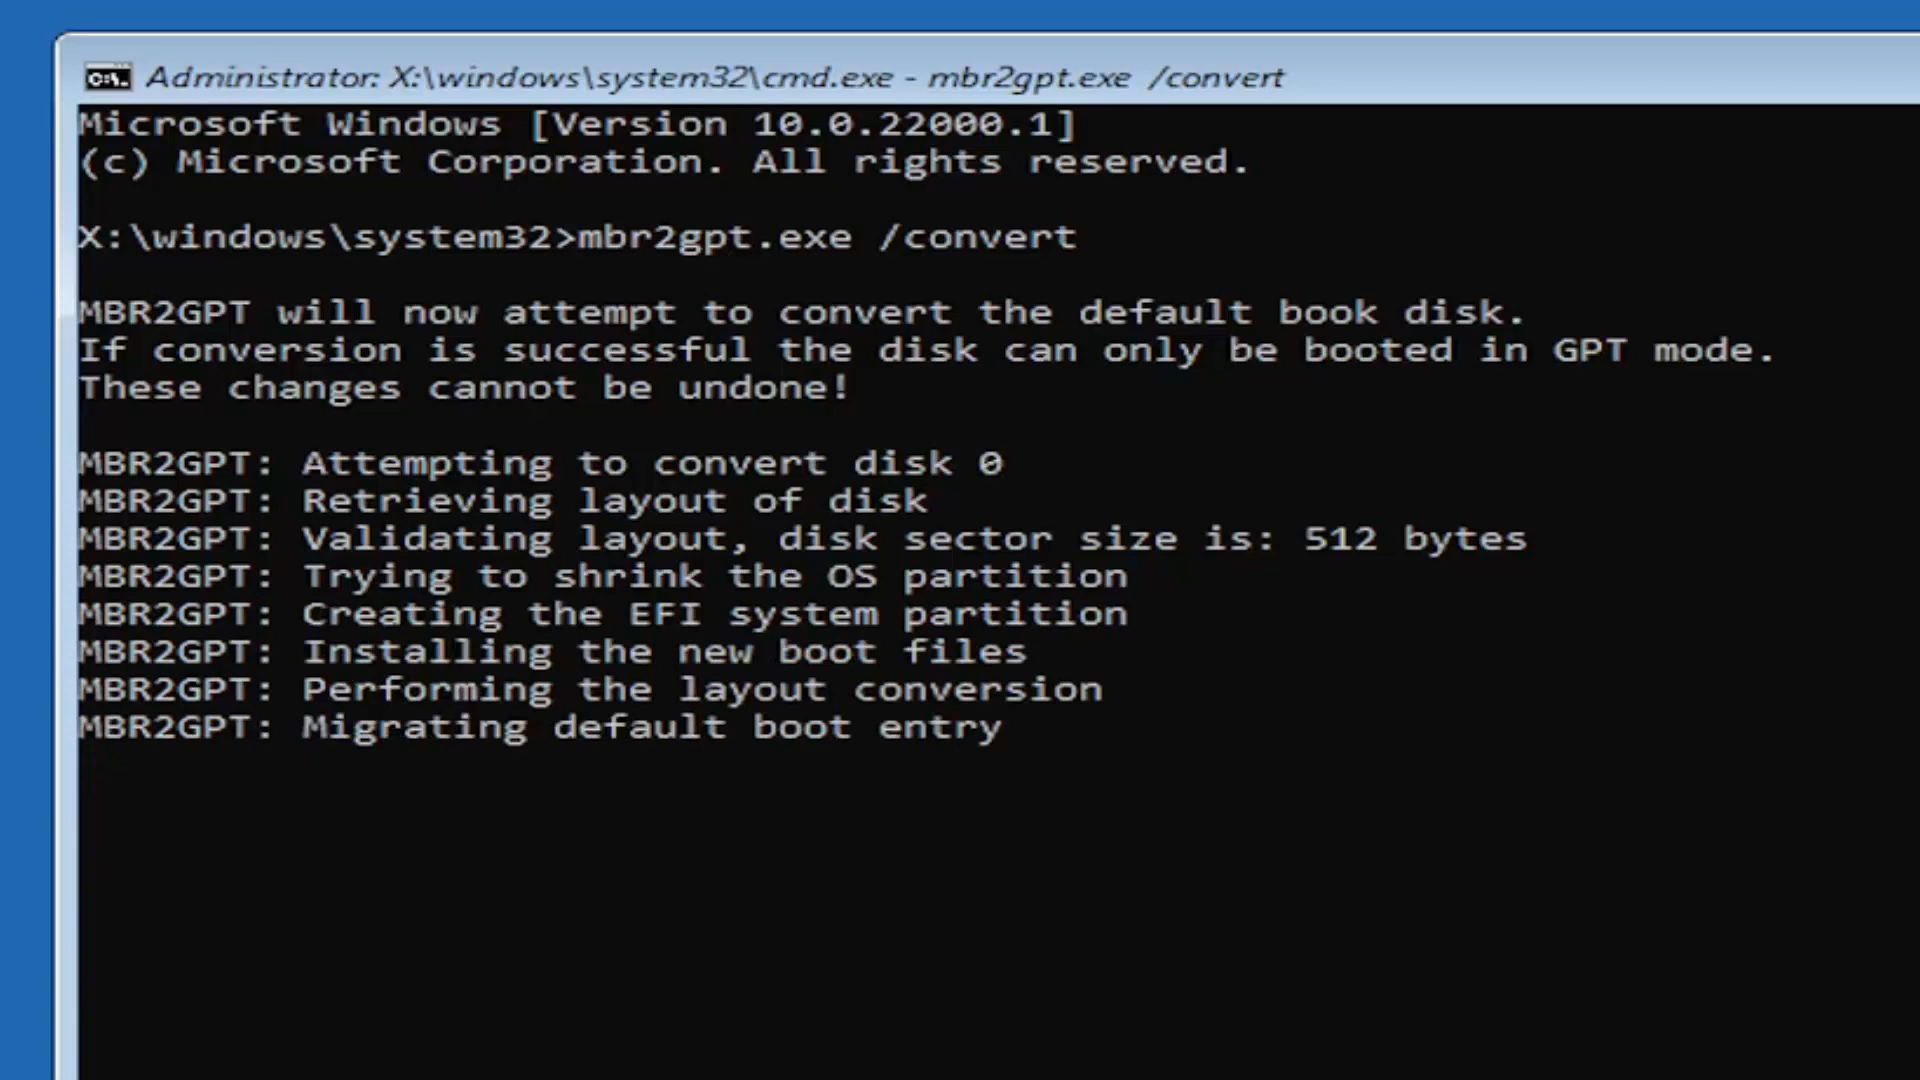 Administrator: X:\windows\system32\cmd.exe - mbr2gpt.exe /convert
Microsoft Windows [Version 10.0.22000.1]
(c) Microsoft Corporation. All rights reserved.
X:\windows\system32>mbr2gpt.exe /convert
MBR2GPT will now attempt to convert the default book disk.
If conversion is successful the disk can only be booted in GPT mode.
These changes cannot be undone!
MBR2GPT: Attempting to convert disk 0
MBR2GPT: Retrieving layout of disk
MBR2GPT: Validating layout, disk sector size is: 512 bytes
MBR2GPT: Trying to shrink the OS partition
MBR2GPT: Creating the EFI system partition
MBR2GPT: Installing the new boot files
MBR2GPT: Performing the layout conversion
MBR2GPT: Migrating default boot entry